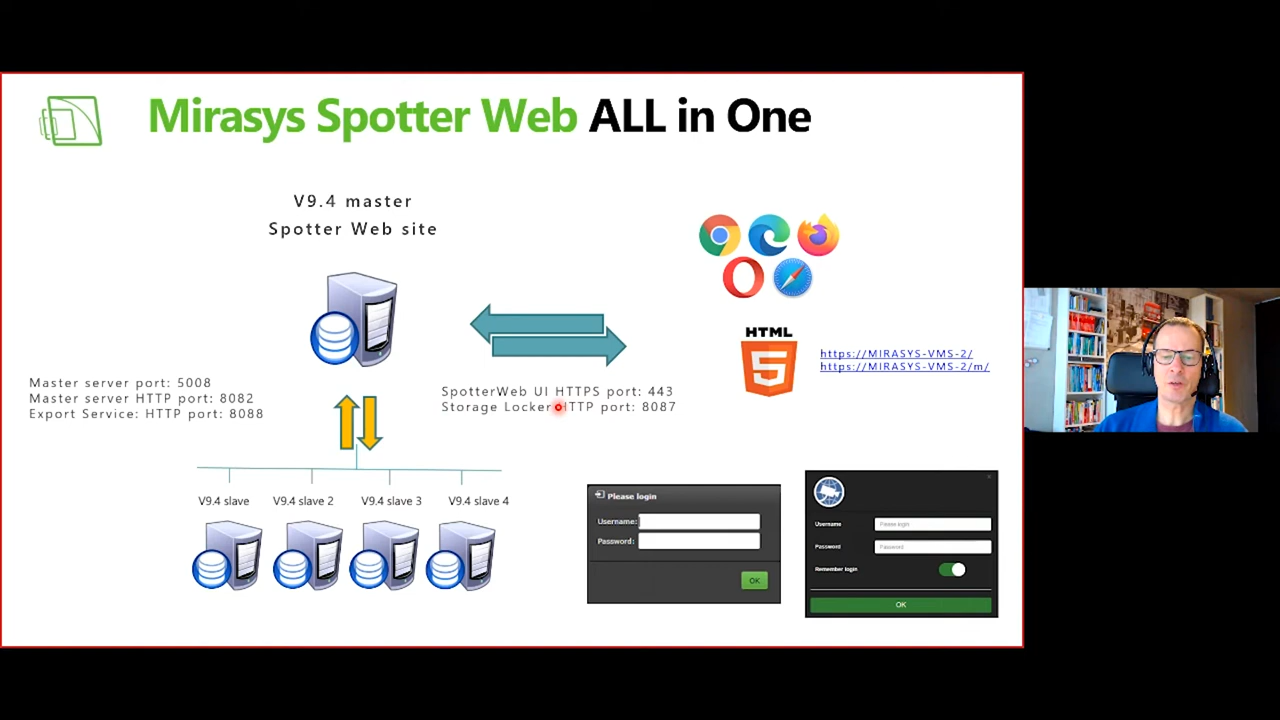 Mirasys Spotter Web ALL in One
V9.4 master
Spotter Web site
HTML
5
https://MIRASYS-VMS-2/
https://MIRASYS-VMS-2/m/
Master server port: 5008
Master server HTTP port: 8082
Export Service: HTTP port: 8088
SpotterWeb UI HTTPS port: 443
Storage Locker HTTP port: 8087
V9.4 slave
V9.4 slave 2
V9.4 slave 3
V9.4 slave 4
Please login
Username:
Password:
OK
Username
Please login
Password
Password
Remember login
OK